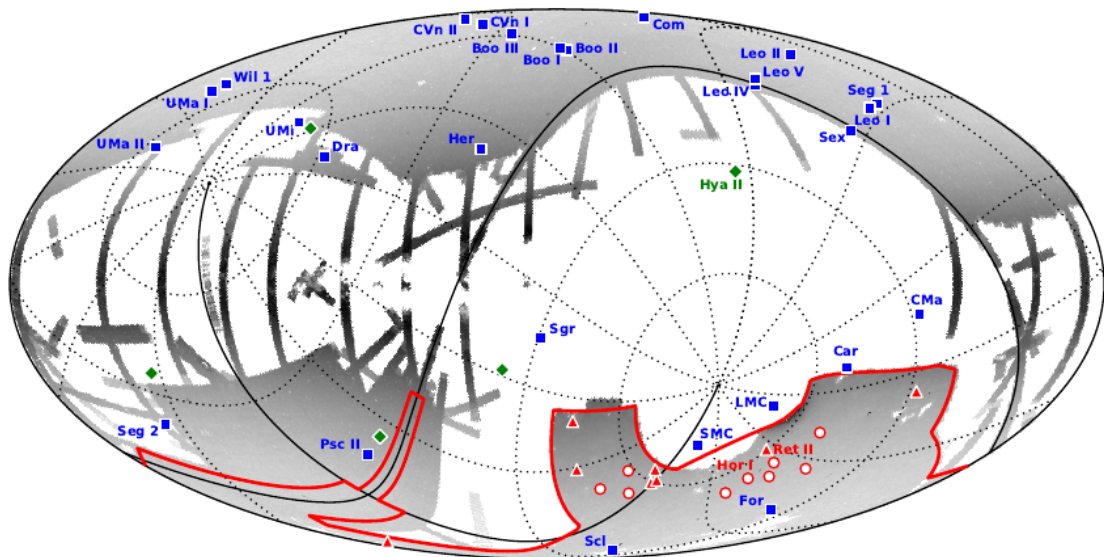 CVn II
CVn I
Com
Boo III
Boo I
Boo II
Leo II
Leo V
Leo IV
Wil 1
UMa I
Seg 1
Leo I
UMi
Sex
UMa II
Dra
Her
Hya II
CMa
Sgr
Car
LMC
Seg 2
Psc II
SMC
Ret II
Hor I
For
Scl